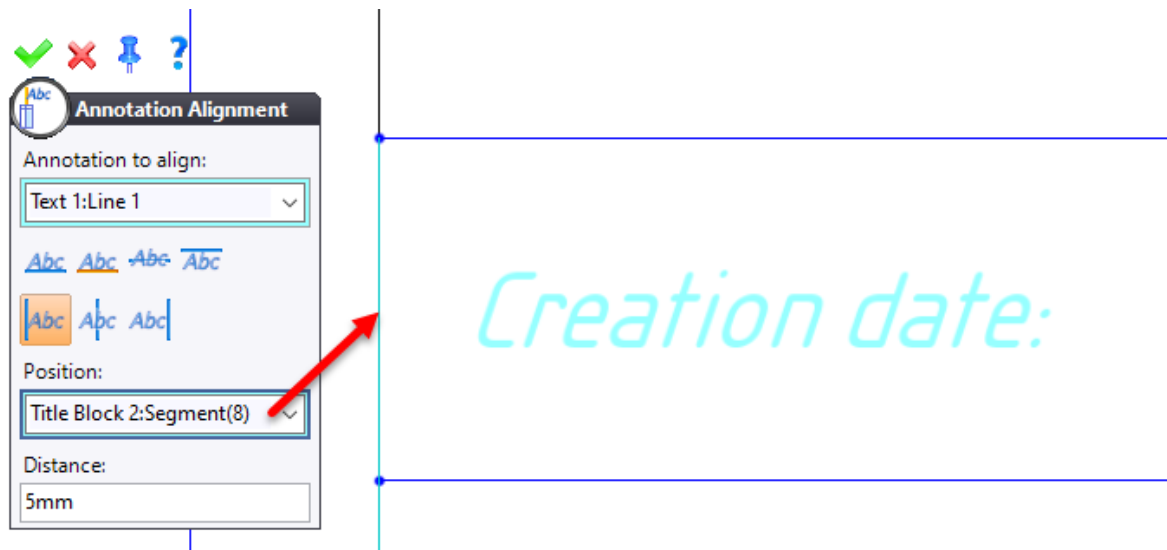 ?
Abc
Annotation Alignment
Annotation to align:
Text 1:Line 1
Abc Abc Abc Abc
Abc Abc Abc
Position:
Title Block 2:Segment(8)
Distance:
5mm
Creation date: